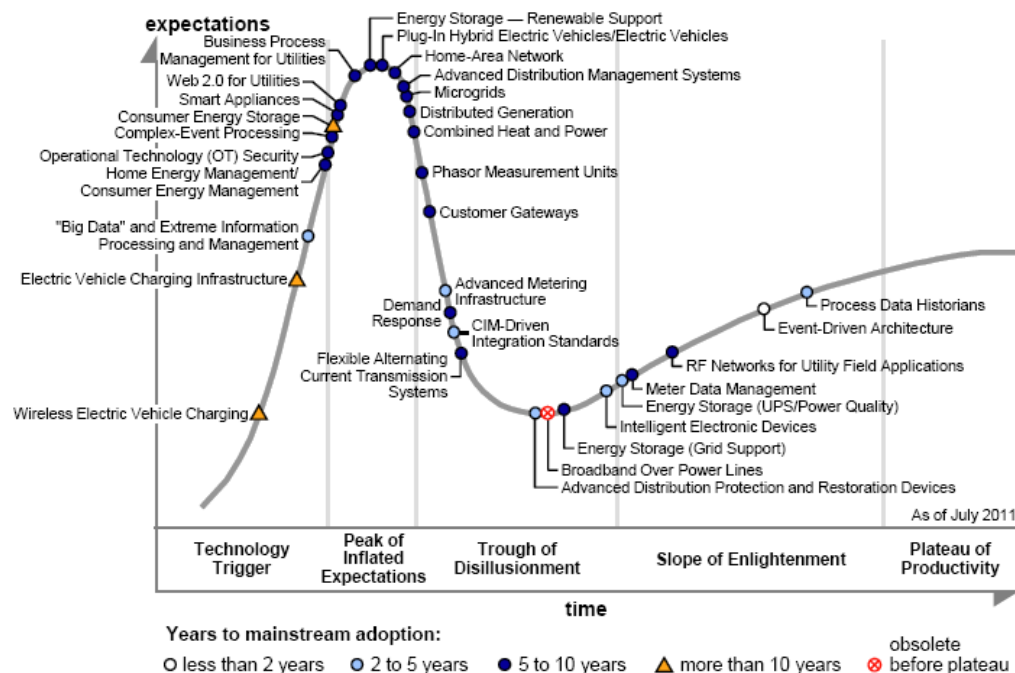 expectations
Energy Storage — Renewable Support
Plug-In Hybrid Electric Vehicles/Electric Vehicles
Business Process
Management for Utilities
Home-Area Network
Web 2.0 for Utilities
Advanced Distribution Management Systems
Smart Appliances
Microgrids
Consumer Energy Storage
Distributed Generation
Complex-Event Processing
Combined Heat and Power
Operational Technology (OT) Security
Home Energy Management/
Consumer Energy Management
Phasor Measurement Units
Customer Gateways
"Big Data" and Extreme Information
Processing and Management
Electric Vehicle Charging Infrastructure
Advanced Metering
Infrastructure
Demand
Response
CIM-Driven
Integration Standards
Flexible Alternating
Current Transmission
Systems
Wireless Electric Vehicle Charging
Process Data Historians
Event-Driven Architecture
RF Networks for Utility Field Applications
Meter Data Management
Energy Storage (UPS/Power Quality)
Intelligent Electronic Devices
Energy Storage (Grid Support)
Broadband Over Power Lines
Advanced Distribution Protection and Restoration Devices
As of July 2011
Technology
Trigger
Peak of
Inflated
Expectations
Trough of
Disillusionment
Slope of Enlightenment
Plateau of
Productivity
time
Years to mainstream adoption:
less than 2 years
2 to 5 years
5 to 10 years
more than 10 years
obsolete
before plateau